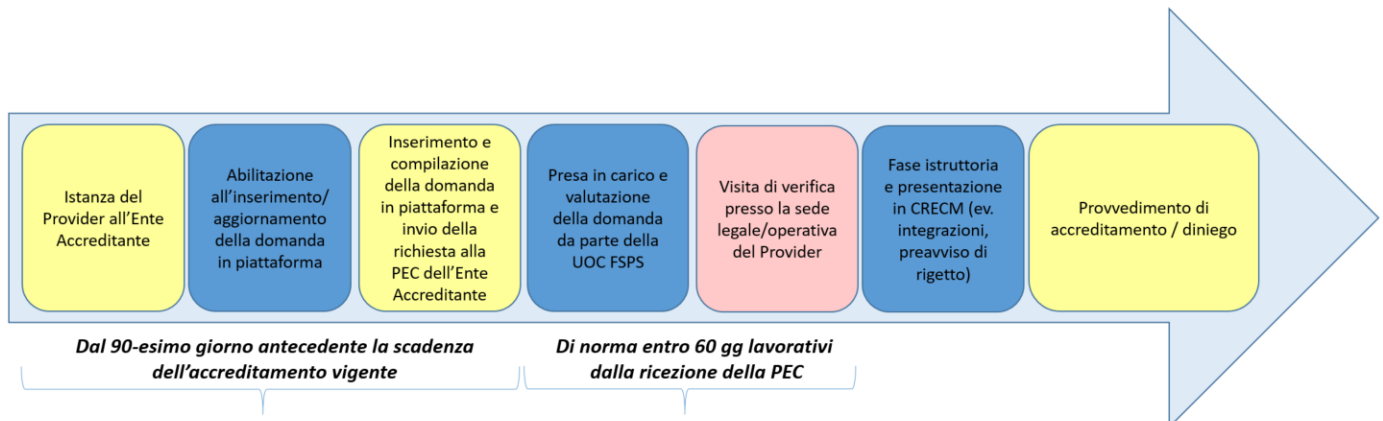 Istanza del
Provider all'Ente
Accreditante
Abilitazione
all'inserimento/
aggiornamento
della domanda
in piattaforma
Inserimento e
compilazione
della domanda
in piattaforma e
invio della
richiesta alla
PEC dell'Ente
Accreditante
Presa in carico e
valutazione
della domanda
da parte della
UOC FSPS
Visita di verifica
presso la sede
legale/operativa
del Provider
Fase istruttoria
e presentazione
in CRECM (ev.
integrazioni,
preavviso di
rigetto)
Provvedimento di
accreditamento / diniego
Dal 90-esimo giorno antecedente la scadenza
dell'accreditamento vigente
Di norma entro 60 gg lavorativi
dalla ricezione della PEC